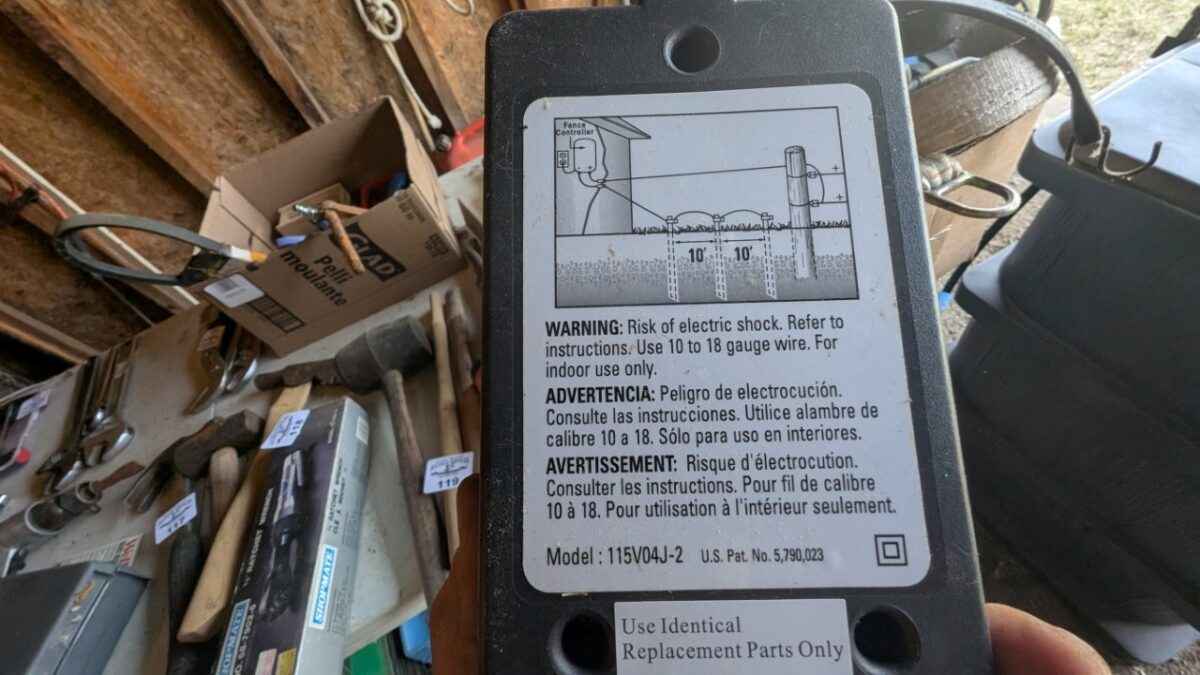 Fence
Controller
+
+
10' 10'
WARNING: Risk of electric shock. Refer to
instructions. Use 10 to 18 gauge wire. For
indoor use only.
ADVERTENCIA: Peligro de electrocución.
Consulte las instrucciones. Utilice alambre de
calibre 10 a 18. Sólo para uso en interiores.
AVERTISSEMENT: Risque d'électrocution.
Consulter les instructions. Pour fil de calibre
10 à 18. Pour utilisation à l'intérieur seulement.
Model : 115V04J-2 U.S. Pat. No. 5,790,023
Use Identical
Replacement Parts Only
GLAD
Pelli
moulante
119
117
SHOPMATE
SHOPMATE